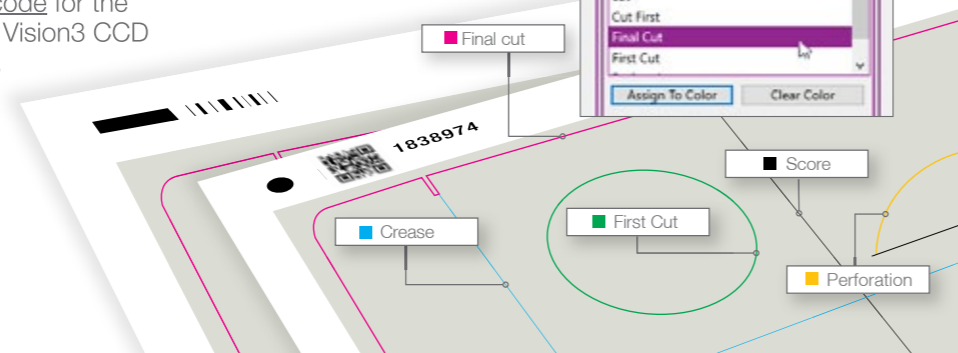 code for the
Vision3 CCD
Cut First
Final Cut
First Cut
Assign To Color
Clear Color
Final cut
1838974
Score
First Cut
Crease
Perforation